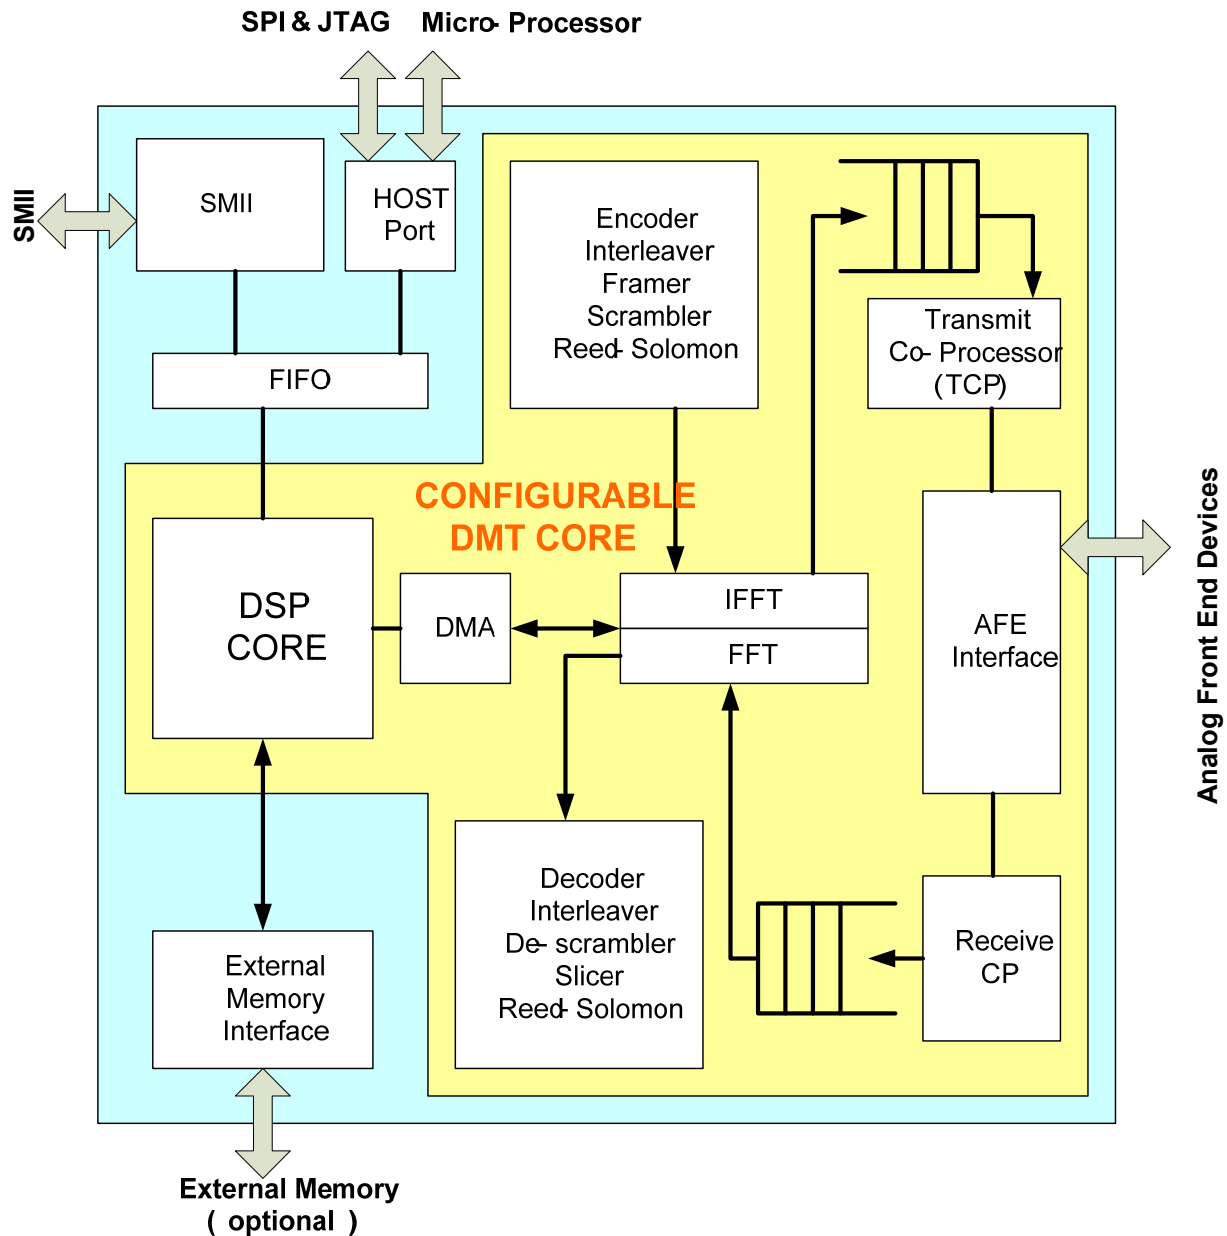 SPI & JTAG
Micro- Processor
SMII
SMII
HOST
Port
FIFO
Encoder
Interleaver
Framer
Scrambler
Reed- Solomon
Transmit
Co- Processor
(TCP)
CONFIGURABLE
DMT CORE
DSP
CORE
DMA
IFFT
FFT
AFE
Interface
Analog Front End Devices
Decoder
Interleaver
De- scrambler
Slicer
Reed- Solomon
Receive
CP
External
Memory
Interface
External Memory
( optional )